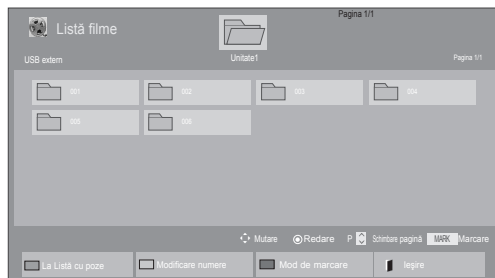 Pagina 1/1
Listă filme
USB extern
Unitate1
Pagina 1/1
001 002 003 004
005 006
Mutare Redare P Schimbare pagină MARK Marcare
La Listă cu poze Modificare numere Mod de marcare Ieşire